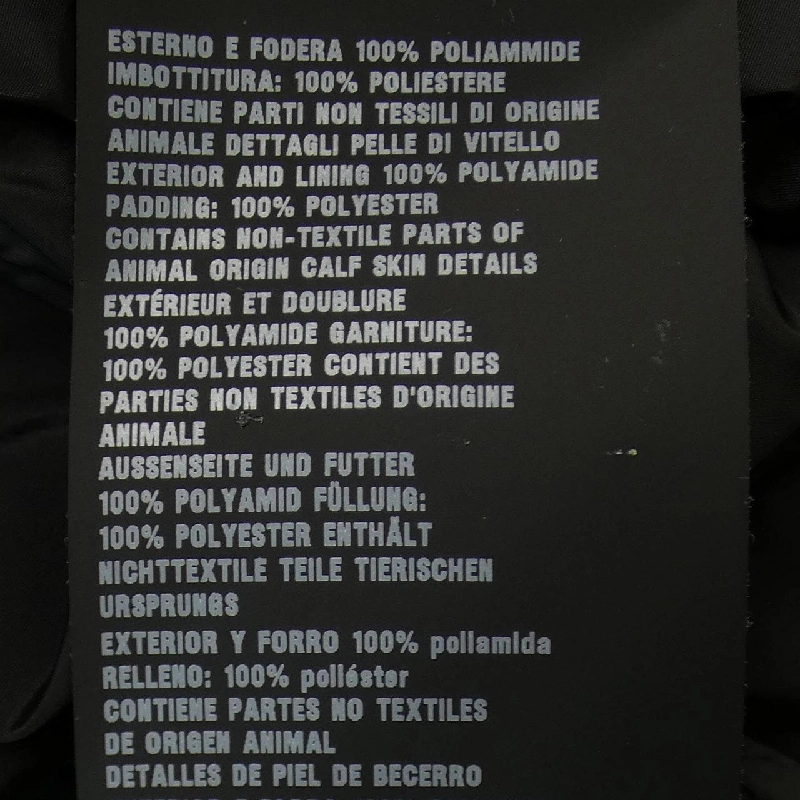 ESTERNO E FODERA 100% POLIAMMIDE
IMBOTTITURA: 100% POLIESTERE
CONTIENE PARTI NON TESSILI DI ORIGINE
ANIMALE DETTAGLI PELLE DI VITELLO
EXTERIOR AND LINING 100% POLYAMIDE
PADDING: 100% POLYESTER
CONTAINS NON-TEXTILE PARTS OF
ANIMAL ORIGIN CALF SKIN DETAILS
EXTÉRIEUR ET DOUBLURE
100% POLYAMIDE GARNITURE:
100% POLYESTER CONTIENT DES
PARTIES NON TEXTILES D'ORIGINE
ANIMALE
AUSSENSEITE UND FUTTER
100% POLYAMID FÜLLUNG:
100% POLYESTER ENTHÄLT
NICHTTEXTILE TEILE TIERISCHEN
URSPRUNGS
EXTERIOR Y FORRO 100% poliamida
RELLENO: 100% poliéster
CONTIENE PARTES NO TEXTILES
DE ORIGEN ANIMAL
DETALLES DE PIEL DE BECERRO